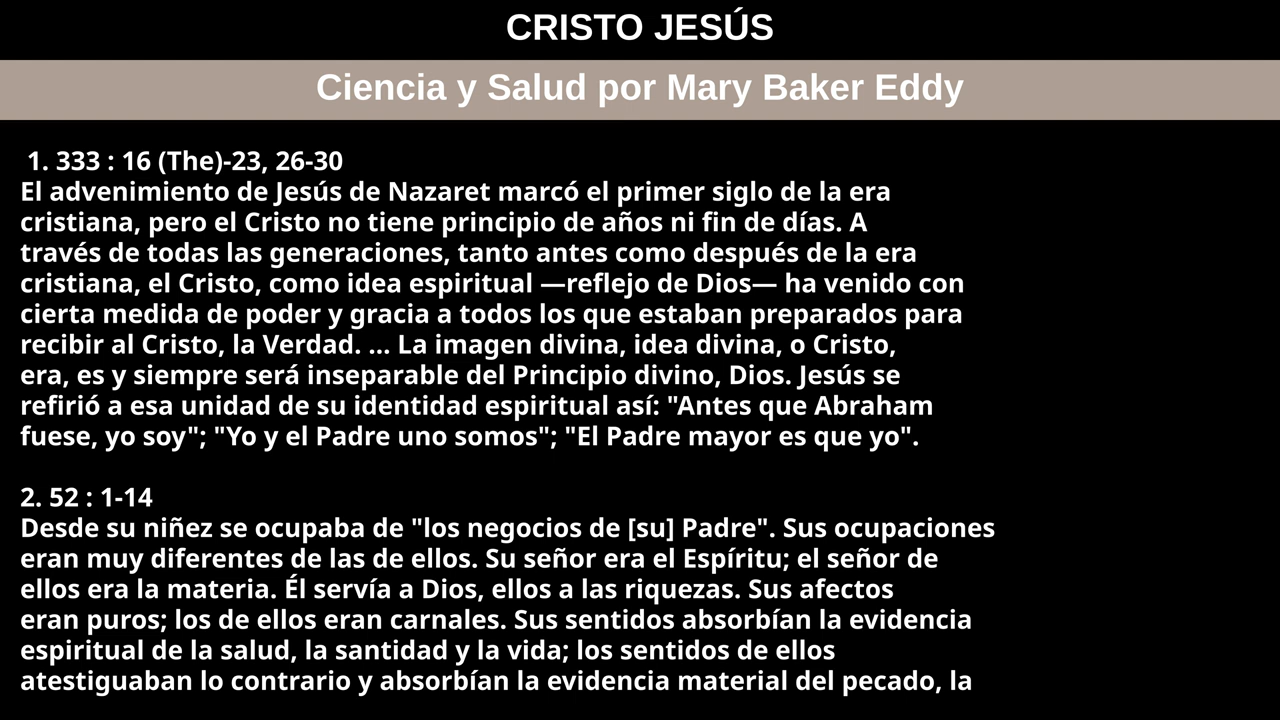 CRISTO JESÚS
Ciencia y Salud por Mary Baker Eddy
1. 333 : 16 (The)-23, 26-30
El advenimiento de Jesús de Nazaret marcó el primer siglo de la era
cristiana, pero el Cristo no tiene principio de años ni fin de días. A
través de todas las generaciones, tanto antes como después de la era
cristiana, el Cristo, como idea espiritual —reflejo de Dios— ha venido con
cierta medida de poder y gracia a todos los que estaban preparados para
recibir al Cristo, la Verdad. ... La imagen divina, idea divina, o Cristo,
era, es y siempre será inseparable del Principio divino, Dios. Jesús se
refirió a esa unidad de su identidad espiritual así: "Antes que Abraham
fuese, yo soy"; "Yo y el Padre uno somos"; "El Padre mayor es que yo".
2. 52 : 1-14
Desde su niñez se ocupaba de "los negocios de [su] Padre". Sus ocupaciones
eran muy diferentes de las de ellos. Su señor era el Espíritu; el señor de
ellos era la materia. Él servía a Dios, ellos a las riquezas. Sus afectos
eran puros; los de ellos eran carnales. Sus sentidos absorbían la evidencia
espiritual de la salud, la santidad y la vida; los sentidos de ellos
atestiguaban lo contrario y absorbían la evidencia material del pecado, la